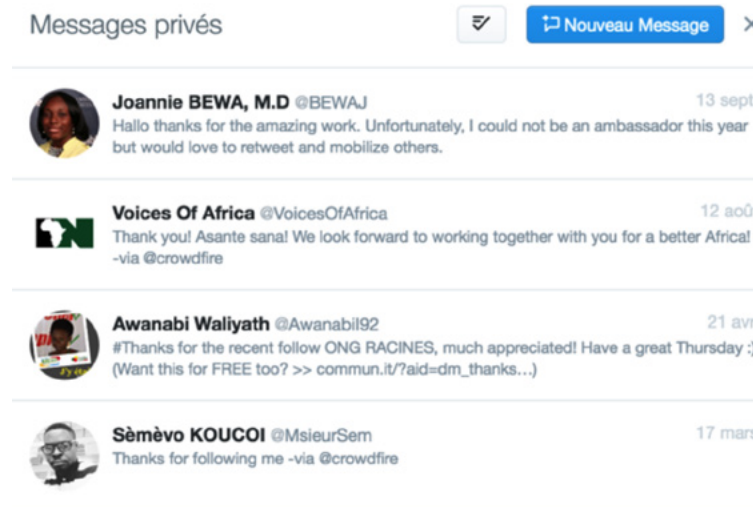 Messages privés
Nouveau Message
Joannie BEWA, M.D @BEWAJ
13 sept
Hallo thanks for the amazing work. Unfortunately, I could not be an ambassador this year
but would love to retweet and mobilize others.
Voices Of Africa @VoicesOfAfrica
12 aoû
Thank you! Asante sana! We look forward to working together with you for a better Africa!
-via @crowdfire
Awanabi Waliyath @Awanabil92
21 avr
#Thanks for the recent follow ONG RACINES, much appreciated! Have a great Thursday :)
(Want this for FREE too? >> commun.it/?aid=dm_thanks...)
Sèmèvo KOUCOI @MsieurSem
17 mars
Thanks for following me -via @crowdfire